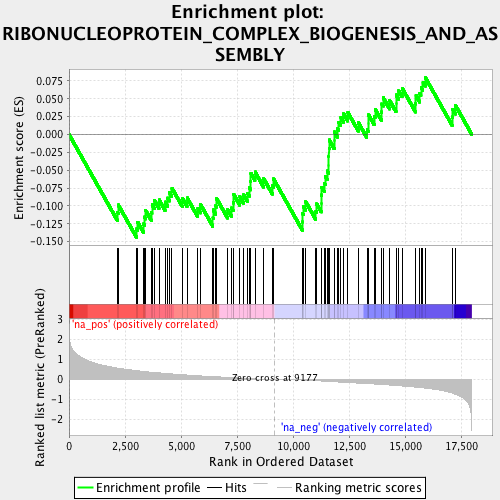 Enrichment plot:
RIBONUCLEOPROTEIN_COMPLEX_BIOGENESIS_AND_AS
SEMBLY
Enrichment score (ES)
0.075
0.050
0.025
0.000
-0.025
-0.050
-0.075
-0.100
-0.125
-0.150
'na_pos' (positively correlated)
Ranked list metric (PreRanked)
3
2
1
0
-1
-2
Zero cross at 9177
'na_neg' (negatively correlated)
0
2,500
5,000
7,500
10,000
12,500
15,000
17,500
Rank in Ordered Dataset
Enrichment profile
Hits
Ranking metric scores